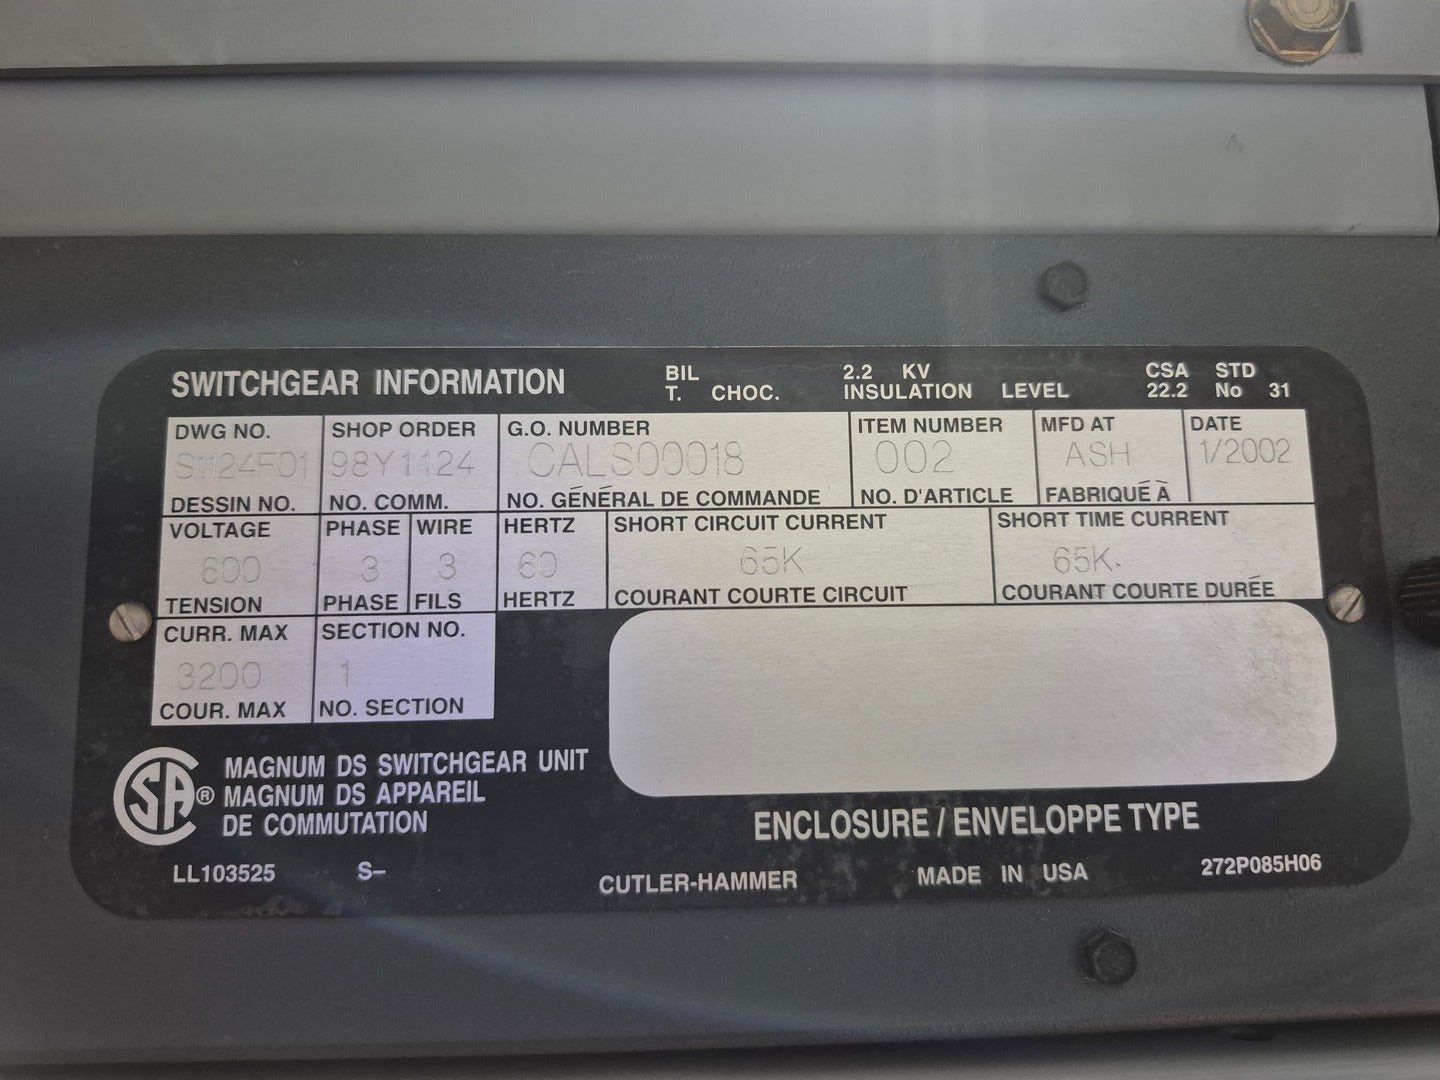 SWITCHGEAR INFORMATION
BIL 2.2 KV
T. CHOC. INSULATION LEVEL
CSA STD
22.2 No 31
DWG NO. SHOP ORDER G.O. NUMBER ITEM NUMBER MFD AT DATE
S1124F01 98Y1124 CALS00018 002 ASH 1/2002
DESSIN NO. NO. COMM. NO. GÉNÉRAL DE COMMANDE NO. D'ARTICLE FABRIQUÉ À
VOLTAGE PHASE WIRE HERTZ SHORT CIRCUIT CURRENT SHORT TIME CURRENT
600 3 3 60 65K 65K.
TENSION PHASE FILS HERTZ COURANT COURTE CIRCUIT COURANT COURTE DURÉE
CURR. MAX SECTION NO.
3200 1
COUR. MAX NO. SECTION
CSA ® MAGNUM DS SWITCHGEAR UNIT
MAGNUM DS APPAREIL
DE COMMUTATION
ENCLOSURE / ENVELOPPE TYPE
LL103525 S– CUTLER-HAMMER MADE IN USA 272P085H06